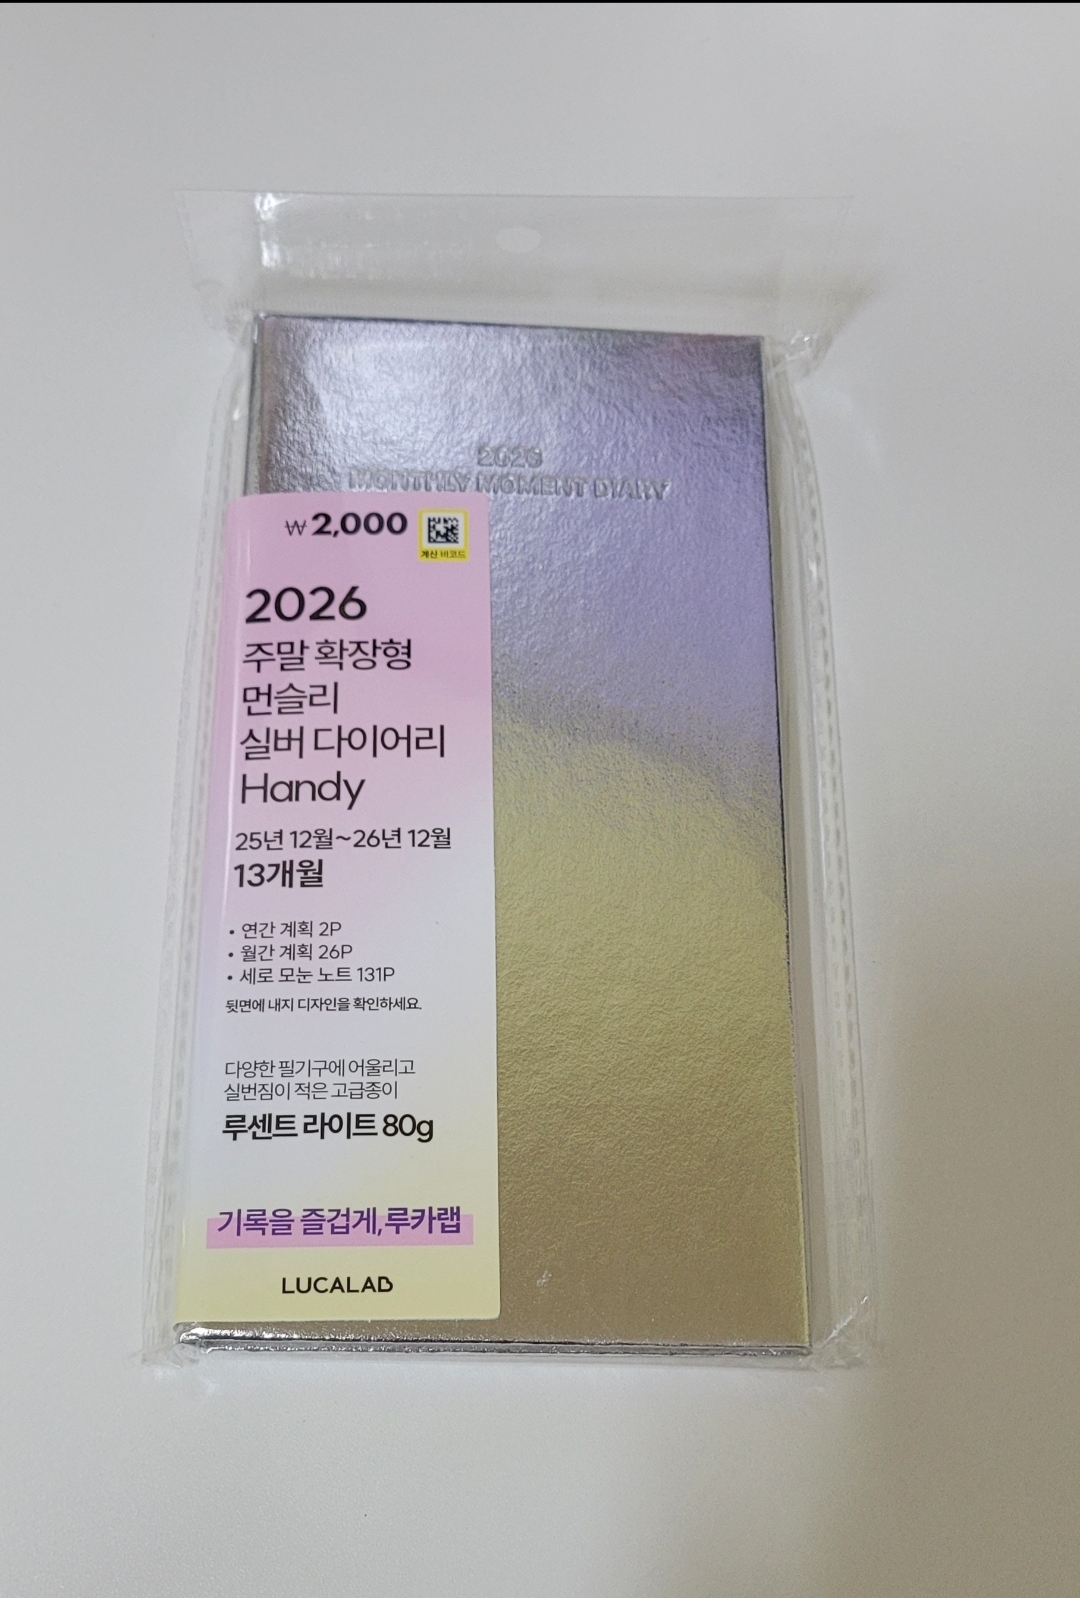 2026
MONTHLY MOMENT DIARY
₩2,000
계산 바코드
2026
주말 확장형
먼슬리
실버 다이어리
Handy
25년 12월~26년 12월
13개월
• 연간 계획 2P
• 월간 계획 26P
• 세로 모눈 노트 131P
뒷면에 내지 디자인을 확인하세요.
다양한 필기구에 어울리고
실번짐이 적은 고급종이
루센트 라이트 80g
기록을 즐겁게,루카랩
LUCALAB